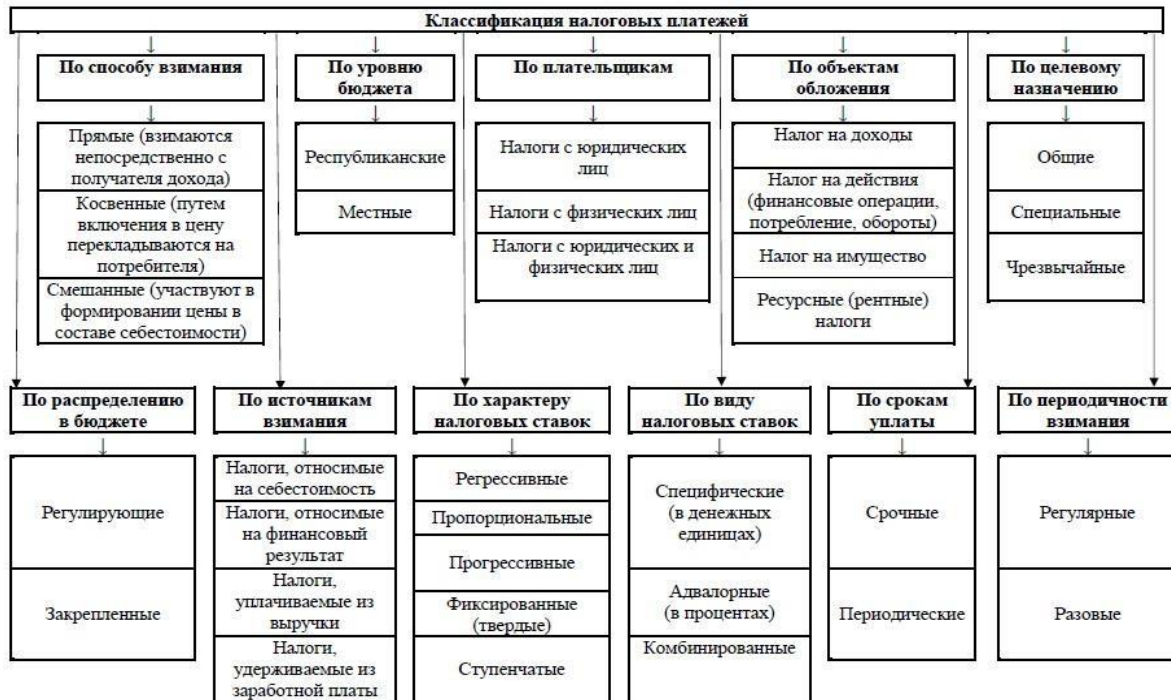 Классификация налоговых платежей
По способу взимания
Прямые (взимаются
непосредственно с
получателя дохода)
Косвенные (путем
включения в цену
перекладываются на
потребителя)
Смешанные (участвуют в
формировании цены в
составе себестоимости)
По уровню
бюджета
Республиканские
Местные
По плательщикам
Налоги с юридических
лиц
Налоги с физических лиц
Налоги с юридических и
физических лиц
По объектам
обложения
Налог на доходы
Налог на действия
(финансовые операции,
потребление, обороты)
Налог на имущество
Ресурсные (рентные)
налоги
По целевому
назначению
Общие
Специальные
Чрезвычайные
По распределению
в бюджете
Регулирующие
Закрепленные
По источникам
взимания
Налоги, относимые
на себестоимость
Налоги, относимые
на финансовый
результат
Налоги,
уплачиваемые из
выручки
Налоги,
удерживаемые из
заработной платы
По характеру
налоговых ставок
Регрессивные
Пропорциональные
Прогрессивные
Фиксированные
(твердые)
Ступенчатые
По виду
налоговых ставок
Специфические
(в денежных
единицах)
Адвалорные
(в процентах)
Комбинированные
По срокам
уплаты
Срочные
Периодические
По периодичности
взимания
Регулярные
Разовые